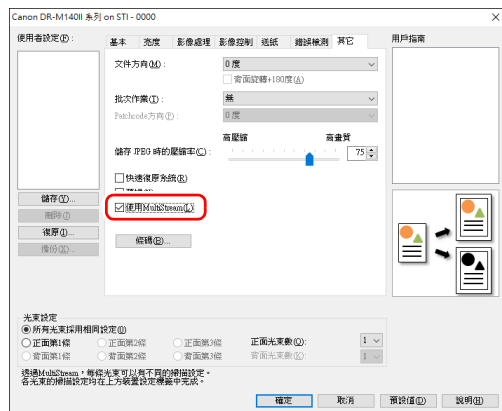 Canon DR-M140II 系列 on STI - 0000
使用者設定(P):
基本 亮度 影像處理 影像控制 送紙 錯誤檢測 其它
用戶指南
文件方向(M): 0 度
背面旋轉+180度(A)
批次作業(T): 無
Patchcode方向(P): 0 度
高壓縮 高畫質
儲存 JPEG 時的壓縮率(C): 75
快速復原系統(R)
使用MultiStream(L)
儲存(V)...
刪除(J)
復原(I)...
備份(X)...
條碼(B)...
光束設定
所有光束採用相同設定(0)
正面第1條 正面第2條 正面第3條 正面光束數(O): 1
背面第1條 背面第2條 背面第3條 背面光束數(K): 1
透過MultiStream，每條光束可以有不同的掃描設定。
各光束的掃描設定均在上方裝置設定標籤中完成。
確定 取消 預設值(D) 說明(H)